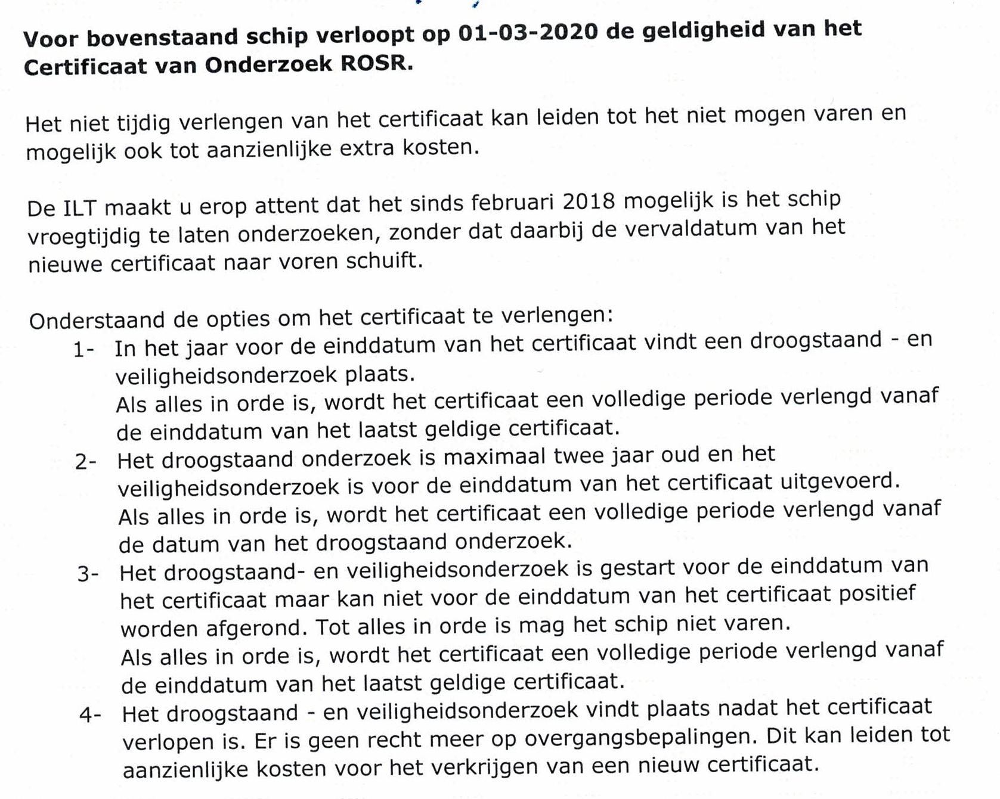 Voor bovenstaand schip verloopt op 01-03-2020 de geldigheid van het
Certificaat van Onderzoek ROSR.
Het niet tijdig verlengen van het certificaat kan leiden tot het niet mogen varen en
mogelijk ook tot aanzienlijke extra kosten.
De ILT maakt u erop attent dat het sinds februari 2018 mogelijk is het schip
vroegtijdig te laten onderzoeken, zonder dat daarbij de vervaldatum van het
nieuwe certificaat naar voren schuift.
Onderstaand de opties om het certificaat te verlengen:
1- In het jaar voor de einddatum van het certificaat vindt een droogstaand - en
veiligheidsonderzoek plaats.
Als alles in orde is, wordt het certificaat een volledige periode verlengd vanaf
de einddatum van het laatst geldige certificaat.
2- Het droogstaand onderzoek is maximaal twee jaar oud en het
veiligheidsonderzoek is voor de einddatum van het certificaat uitgevoerd.
Als alles in orde is, wordt het certificaat een volledige periode verlengd vanaf
de datum van het droogstaand onderzoek.
3- Het droogstaand- en veiligheidsonderzoek is gestart voor de einddatum van
het certificaat maar kan niet voor de einddatum van het certificaat positief
worden afgerond. Tot alles in orde is mag het schip niet varen.
Als alles in orde is, wordt het certificaat een volledige periode verlengd vanaf
de einddatum van het laatst geldige certificaat.
4- Het droogstaand - en veiligheidsonderzoek vindt plaats nadat het certificaat
verlopen is. Er is geen recht meer op overgangsbepalingen. Dit kan leiden tot
aanzienlijke kosten voor het verkrijgen van een nieuw certificaat.